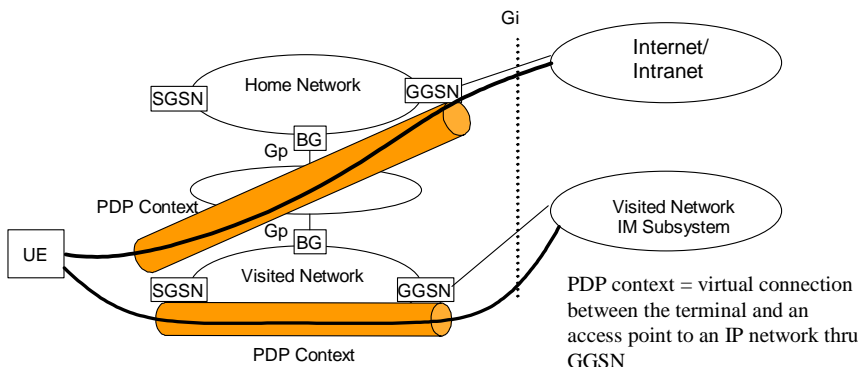 Gi
Internet/
Intranet
Home Network
SGSN
GGSN
BG
Gp
PDP Context
Gp
BG
UE
Visited Network
IM Subsystem
Visited Network
SGSN
GGSN
PDP Context
PDP context = virtual connection
between the terminal and an
access point to an IP network thru
GGSN